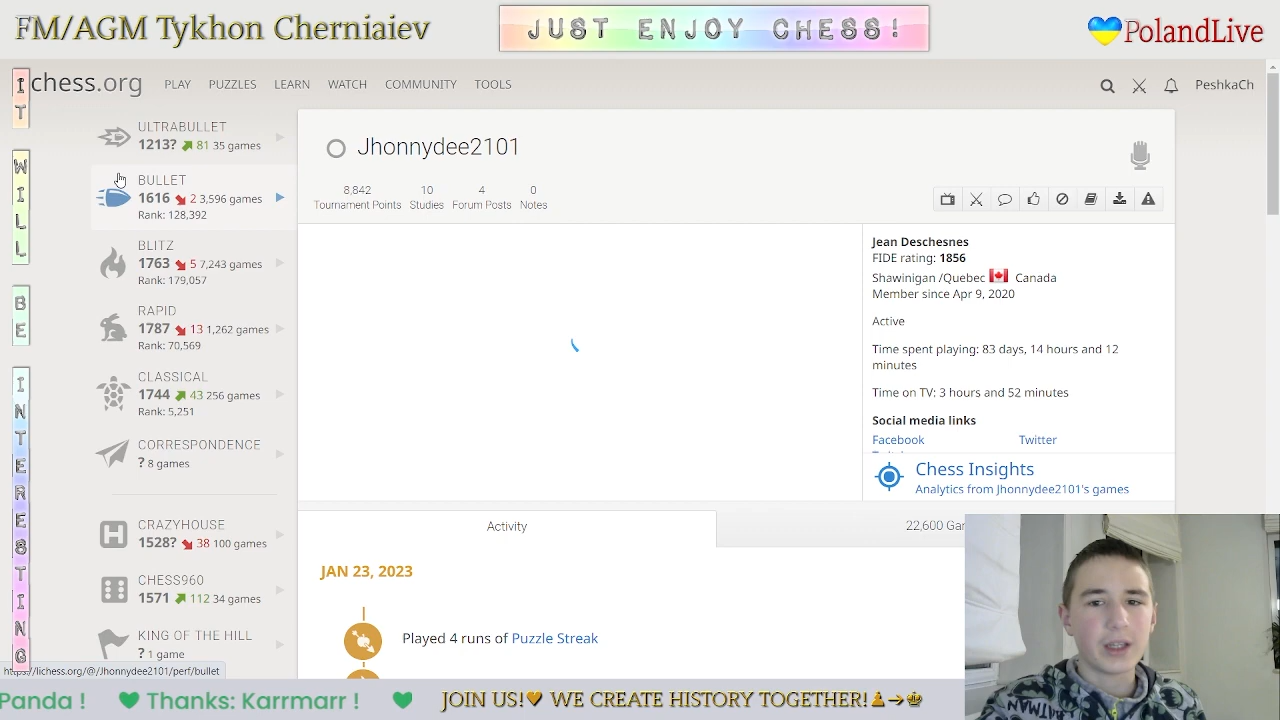 FM/AGM Tykhon Cherniaiev
JUST ENJOY CHESS!
PolandLive
IT WILL BE INTERESTING
lichess.org
PLAY PUZZLES LEARN WATCH COMMUNITY TOOLS
PeshkaCh
ULTRABULLET
1213? 81 35 games
BULLET
1616 2 3,596 games
Rank: 128,392
BLITZ
1763 5 7,243 games
Rank: 179,057
RAPID
1787 13 1,262 games
Rank: 70,569
CLASSICAL
1744 43 256 games
Rank: 5,251
CORRESPONDENCE
? 8 games
CRAZYHOUSE
1528? 38 100 games
CHESS960
1571 112 34 games
KING OF THE HILL
? 1 game
https://lichess.org/@/Jhonnydee2101/perf/bullet
Jhonnydee2101
8,842 10 4 0
Tournament Points Studies Forum Posts Notes
Jean Deschesnes
FIDE rating: 1856
Shawinigan /Quebec Canada
Member since Apr 9, 2020
Active
Time spent playing: 83 days, 14 hours and 12
minutes
Time on TV: 3 hours and 52 minutes
Social media links
Facebook Twitter
Chess Insights
Analytics from Jhonnydee2101's games
Activity
22,600 Gam
JAN 23, 2023
Played 4 runs of Puzzle Streak
Panda ! Thanks: Karrmarr !
JOIN US! WE CREATE HISTORY TOGETHER!
BATMAN